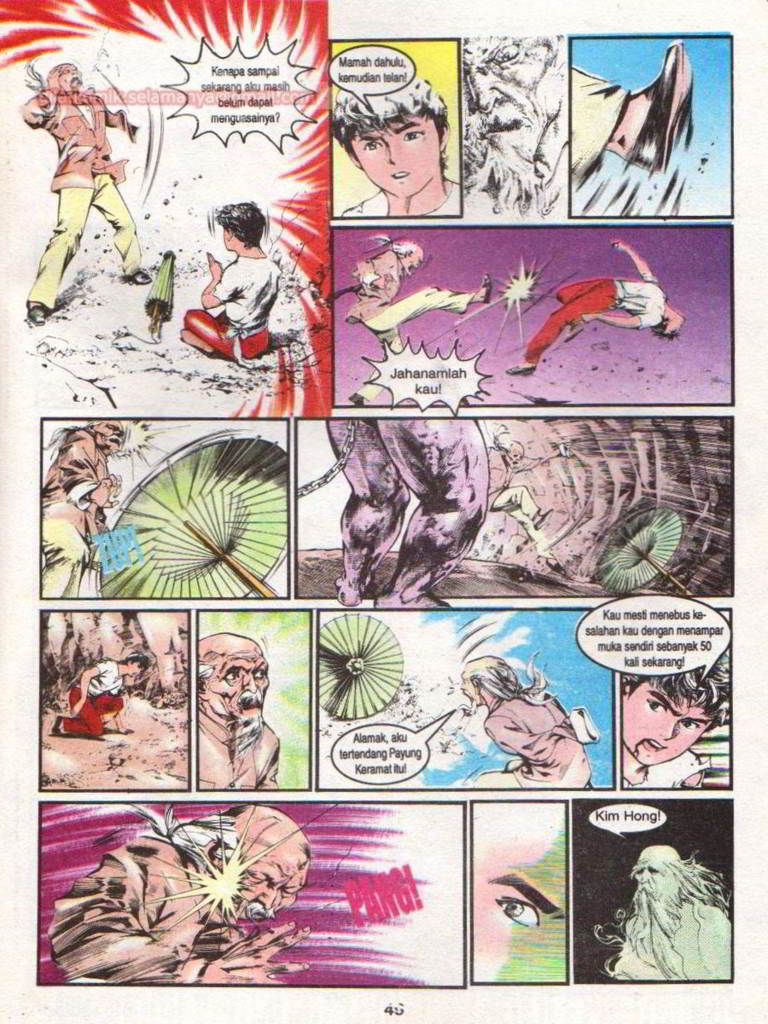 Kenapa sampai
sekarang aku masih
belum dapat
menguasainya?
Mamah dahulu,
kemudian telan!
Jahanamlah
kau!
ZUP!
Kau mesti menebus ke-
salahan kau dengan menampar
muka sendiri sebanyak 50
kali sekarang!
Alamak, aku
tertendang Payung
Keramat itu!
PANG!
Kim Hong!